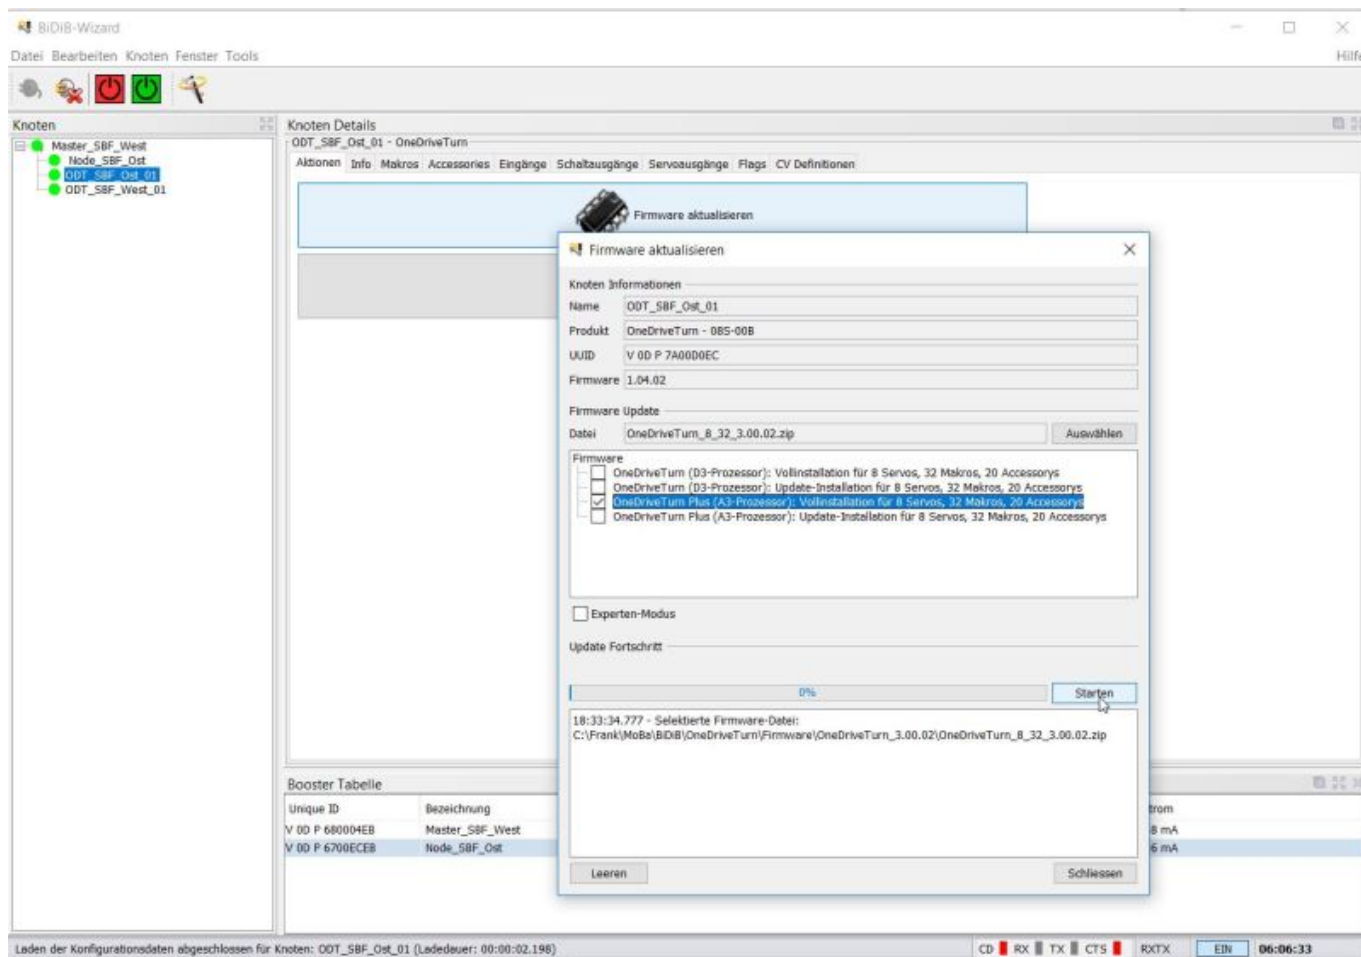 BiDiB-Wizard
Datei Bearbeiten Knoten Fenster Tools
Hilfe
Knoten
Master_SBF_West
Node_SBF_Ost
ODT_SBF_Ost_01
ODT_SBF_West_01
Knoten Details
ODT_SBF_Ost_01 - OneDriveTurn
Aktionen Info Makros Accessories Eingänge Schaltausgänge Servoausgänge Flags CV Definitionen
Firmware aktualisieren
Firmware aktualisieren
Knoten Informationen
Name ODT_SBF_Ost_01
Produkt OneDriveTurn - 08S-00B
UUID V 0D P 7A00D0EC
Firmware 1.04.02
Firmware Update
Datei OneDriveTurn_8_32_3.00.02.zip Auswählen
Firmware
OneDriveTurn (D3-Prozessor): Vollinstallation für 8 Servos, 32 Makros, 20 Accessorys
OneDriveTurn (D3-Prozessor): Update-Installation für 8 Servos, 32 Makros, 20 Accessorys
OneDriveTurn Plus (A3-Prozessor): Vollinstallation für 8 Servos, 32 Makros, 20 Accessorys
OneDriveTurn Plus (A3-Prozessor): Update-Installation für 8 Servos, 32 Makros, 20 Accessorys
Experten-Modus
Update Fortschritt
0% Starten
18:33:34.777 - Selektierte Firmware-Datei:
C:\Frank\MoBa\BiDiB\OneDriveTurn\Firmware\OneDriveTurn_3.00.02\OneDriveTurn_8_32_3.00.02.zip
Leeren Schliessen
Booster Tabelle
Unique ID Bezeichnung trom
V 0D P 680004EB Master_SBF_West 8 mA
V 0D P 6700ECEB Node_SBF_Ost 6 mA
Laden der Konfigurationsdaten abgeschlossen für Knoten: ODT_SBF_Ost_01 (Ladedauer: 00:00:02.198)
CD RX TX CTS RXTX EIN 06:06:33